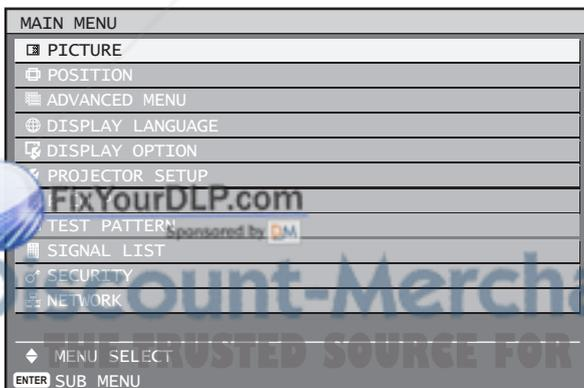 MAIN MENU
PICTURE
POSITION
ADVANCED MENU
DISPLAY LANGUAGE
DISPLAY OPTION
PROJECTOR SETUP
FixYourDLP.com
TEST PATTERN
Sponsored by DM
SIGNAL LIST
SECURITY
Discount-Mercha
NETWORK
THE TRUSTED SOURCE FOR
MENU SELECT
ENTER SUB MENU